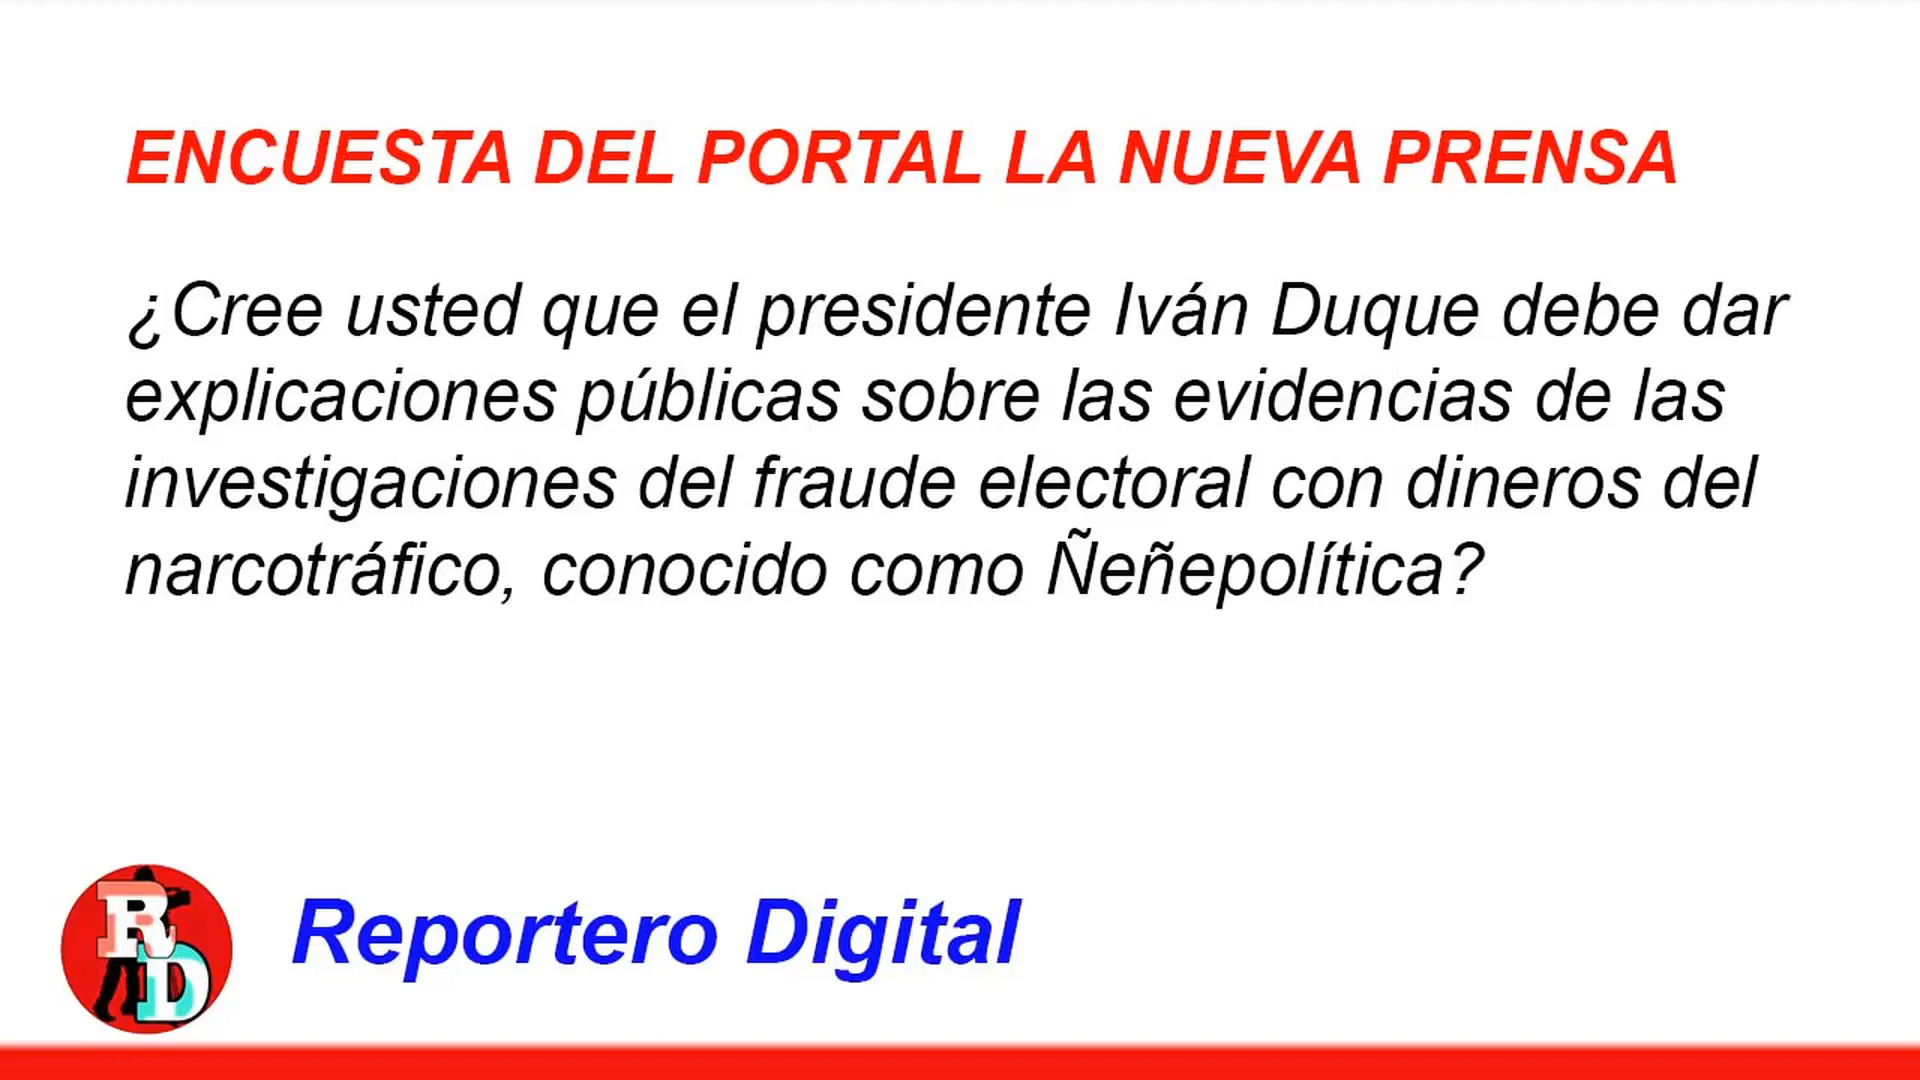 ENCUESTA DEL PORTAL LA NUEVA PRENSA
¿Cree usted que el presidente Iván Duque debe dar
explicaciones públicas sobre las evidencias de las
investigaciones del fraude electoral con dineros del
narcotráfico, conocido como Ñeñepolítica?
RD
Reportero Digital